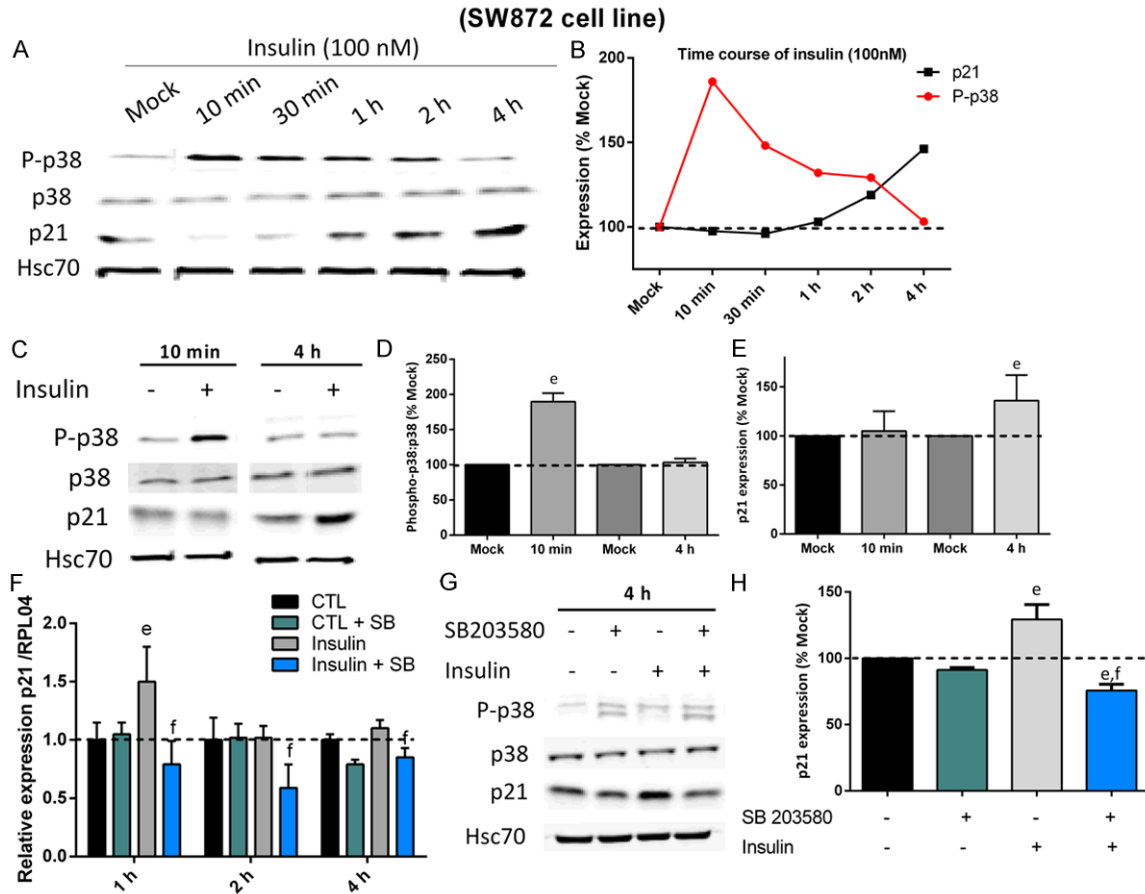 (SW872 cell line)
A
Insulin (100 nM)
Mock 10 min 30 min 1 h 2 h 4 h
P-p38
p38
p21
Hsc70
B
Time course of insulin (100nM)
p21
P-p38
Expression (% Mock)
200
150
100
Mock 10 min 30 min 1 h 2 h 4 h
C
10 min 4 h
Insulin - + - +
P-p38
p38
p21
Hsc70
D
Phospho-p38:p38 (% Mock)
250
200
150
100
50
0
e
Mock 10 min Mock 4 h
E
p21 expression (% Mock)
150
100
50
0
e
Mock 10 min Mock 4 h
F
Relative expression p21 /RPL04
2.0
1.5
1.0
0.5
0.0
CTL
CTL + SB
Insulin
Insulin + SB
e
f f f
1 h 2 h 4 h
G
4 h
SB203580 - + - +
Insulin - - + +
P-p38
p38
p21
Hsc70
H
p21 expression (% Mock)
150
100
50
0
e
e,f
SB 203580 - + - +
Insulin - - + +